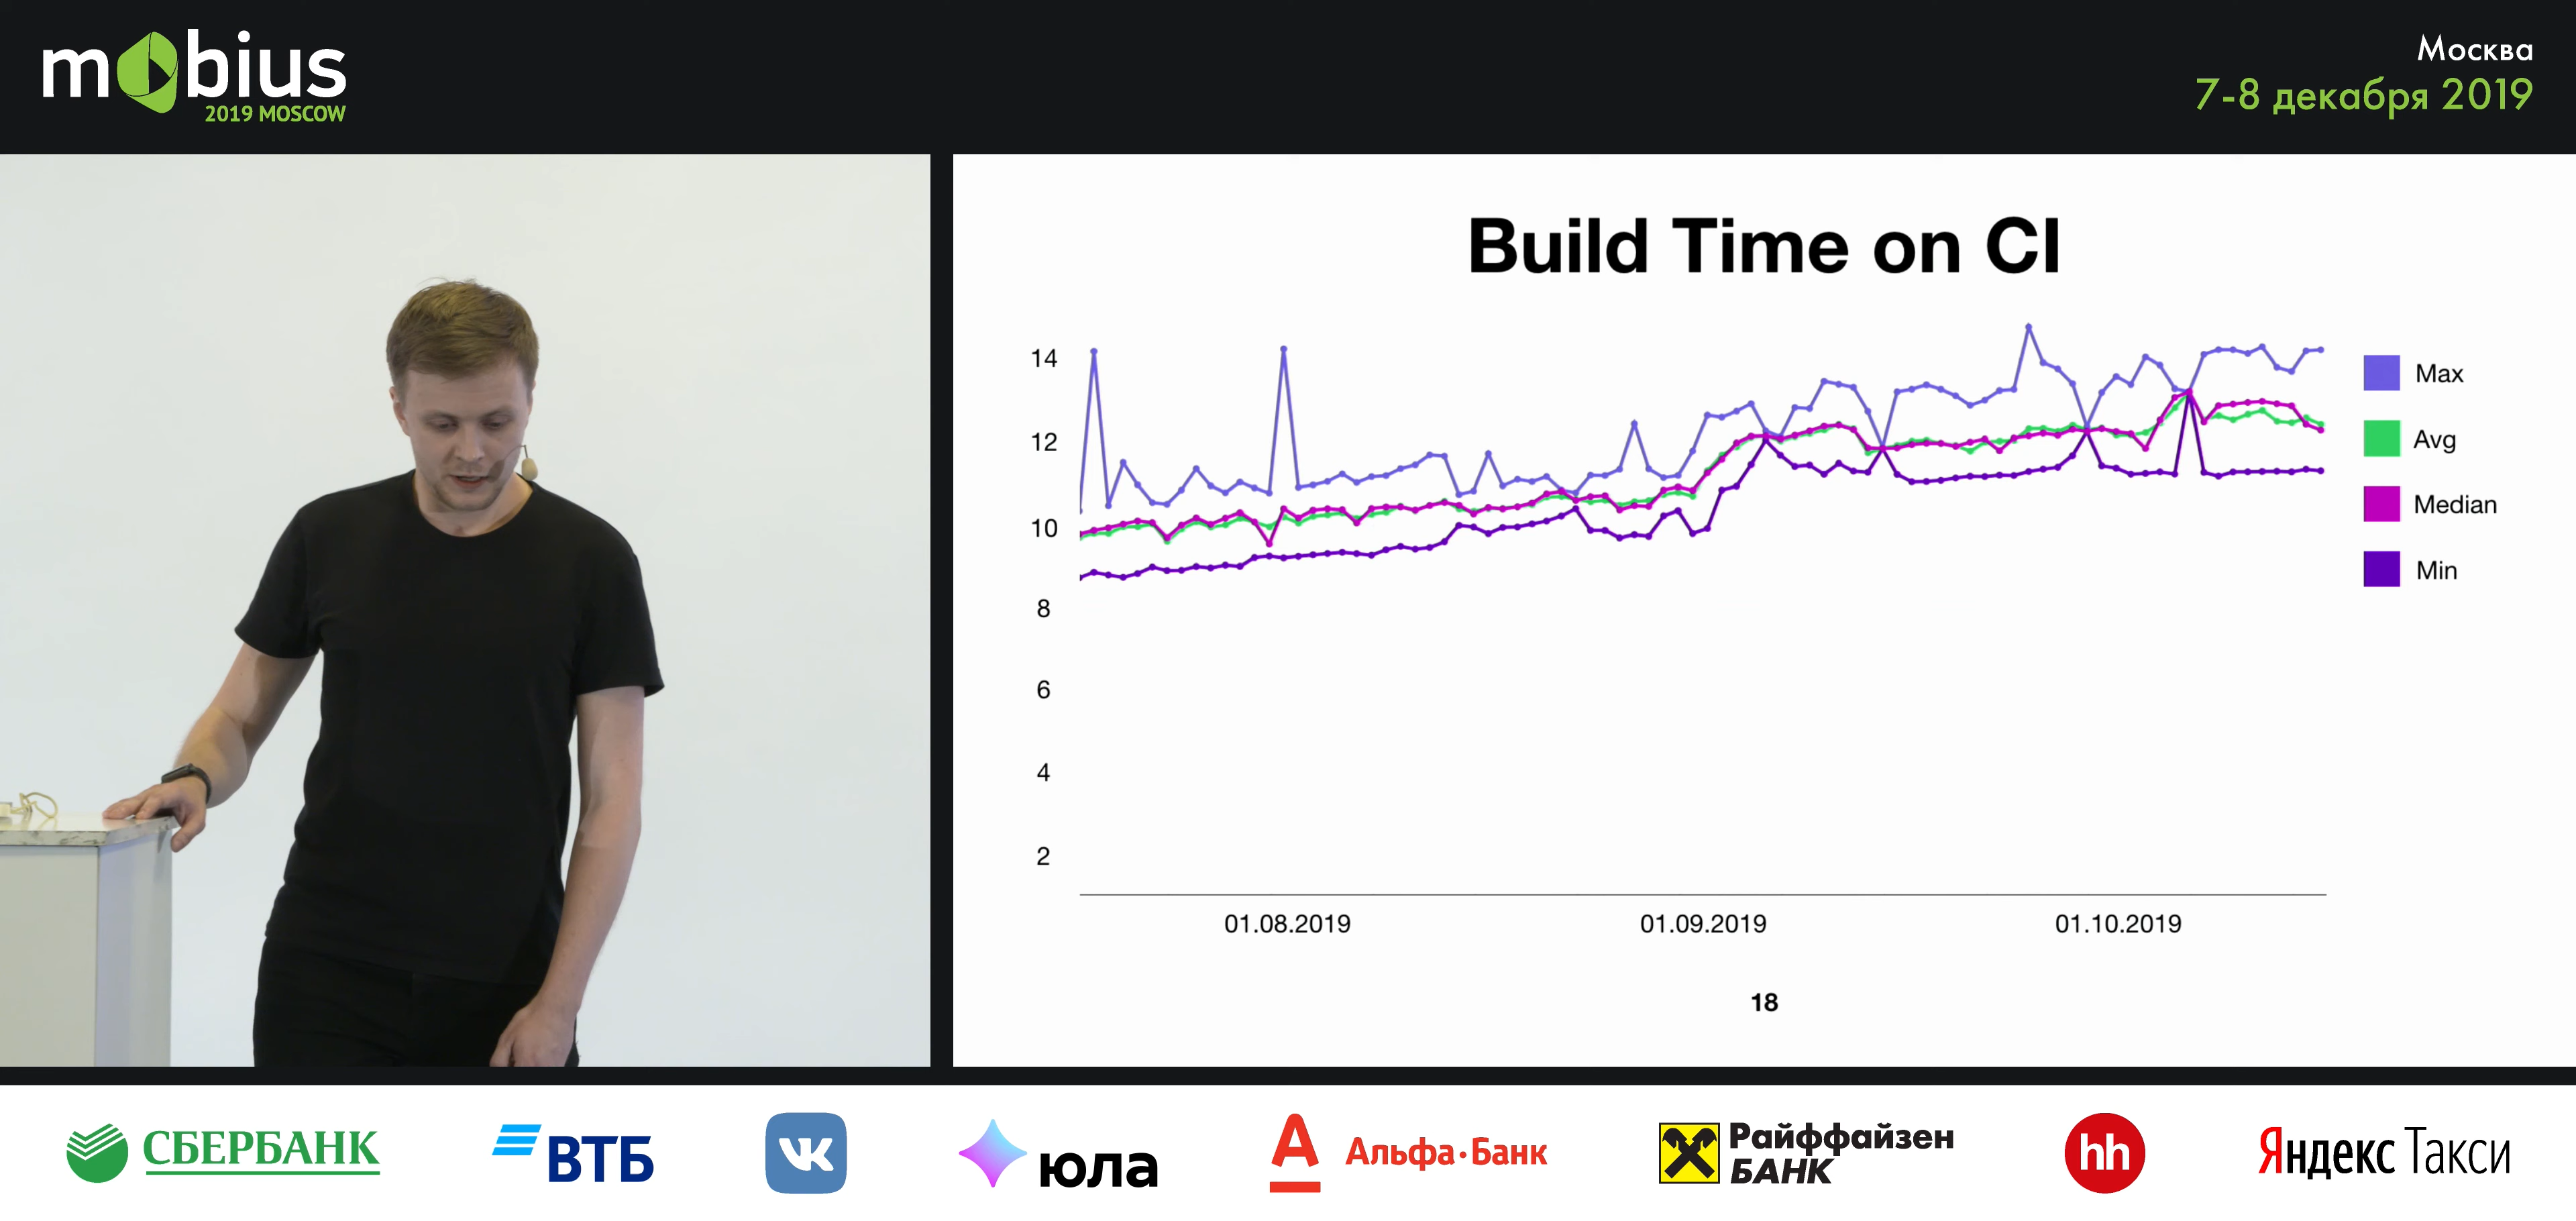 mobius
2019 MOSCOW
Москва
7-8 декабря 2019
Build Time on CI
14
12
10
8
6
4
2
01.08.2019
01.09.2019
01.10.2019
Max
Avg
Median
Min
18
СБЕРБАНК
ВТБ
VK
юла
А
Альфа·Банк
Райффайзен
БАНК
hh
Яндекс Такси